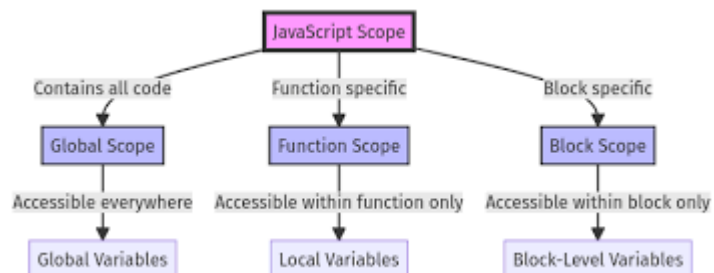 JavaScript Scope
Contains all code
Function specific
Block specific
Global Scope
Function Scope
Block Scope
Accessible everywhere
Accessible within function only
Accessible within block only
Global Variables
Local Variables
Block-Level Variables